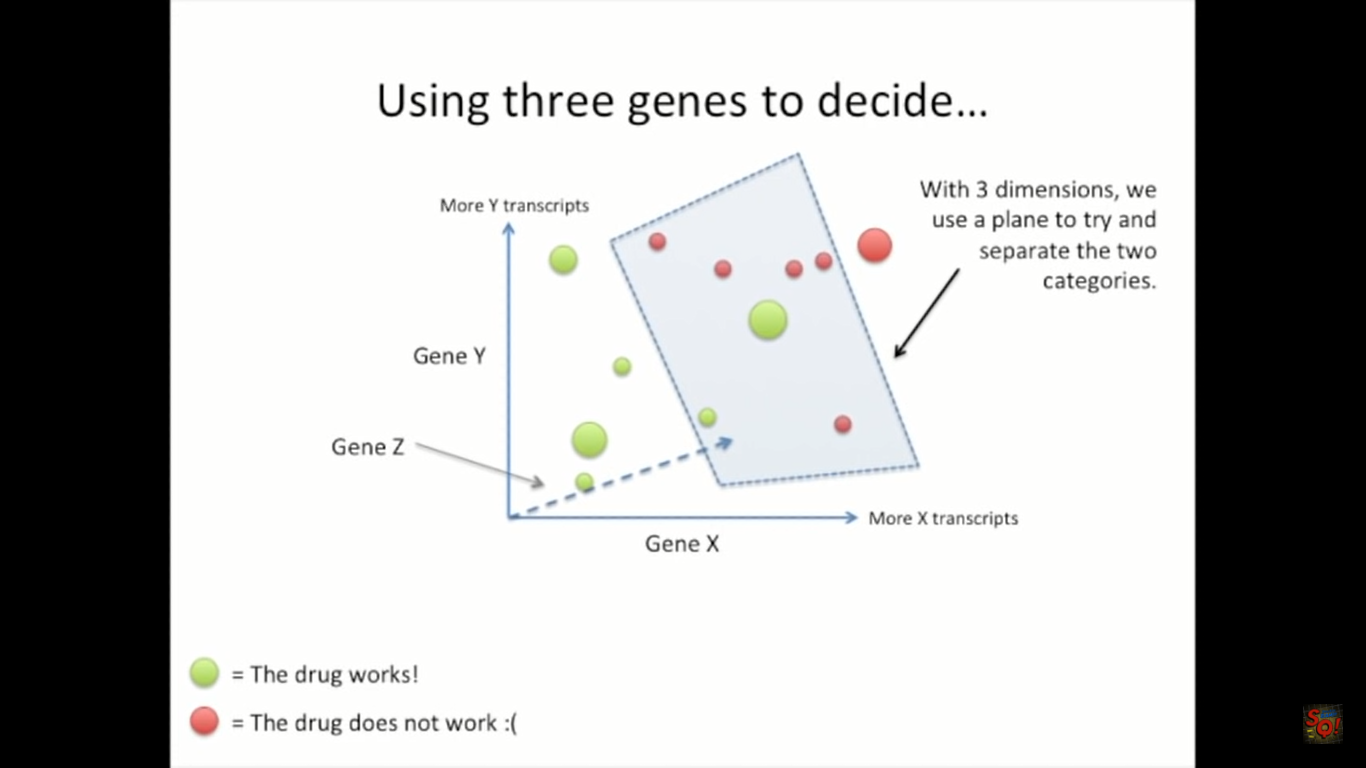 Using three genes to decide...
More Y transcripts
With 3 dimensions, we
use a plane to try and
separate the two
categories.
Gene Y
Gene Z
More X transcripts
Gene X
= The drug works!
= The drug does not work :(
SQ!